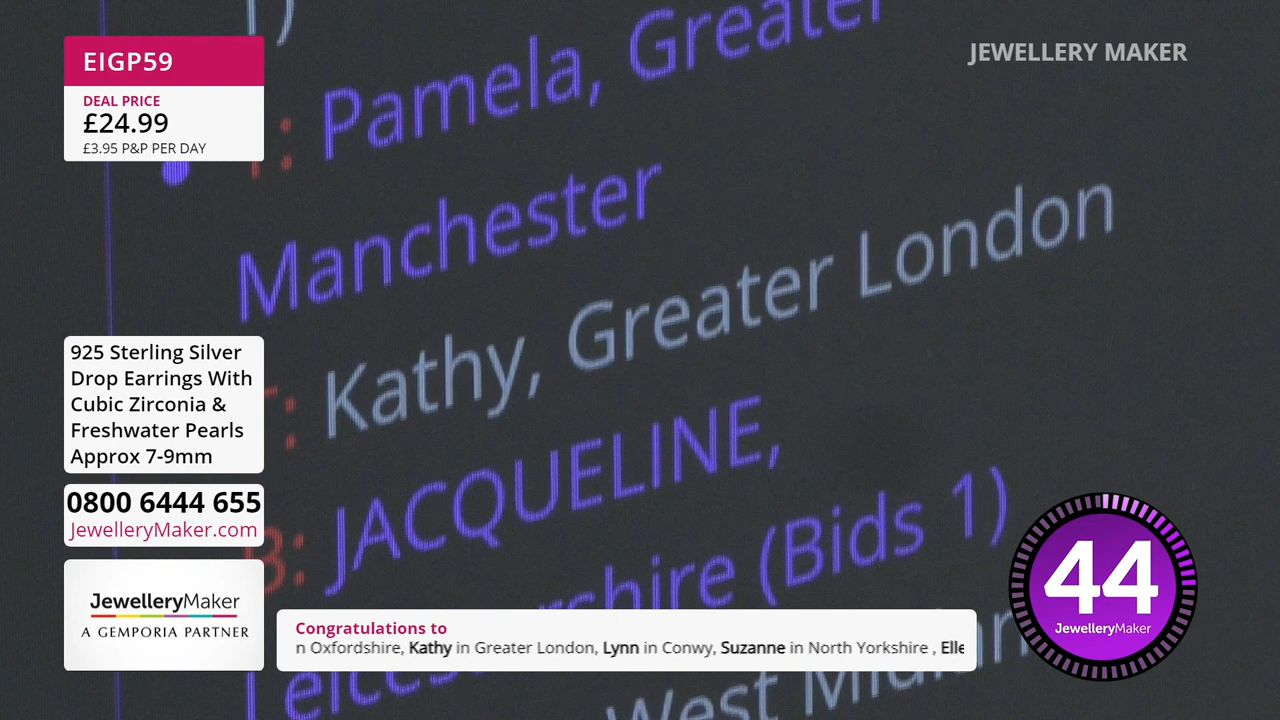 EIGP59
DEAL PRICE
£24.99
£3.95 P&P PER DAY
JEWELLERY MAKER
: Pamela, Greater
Manchester
: Kathy, Greater London
B: JACQUELINE,
Leicestershire (Bids 1)
West
925 Sterling Silver
Drop Earrings With
Cubic Zirconia &
Freshwater Pearls
Approx 7-9mm
0800 6444 655
JewelleryMaker.com
JewelleryMaker
A GEMPORIA PARTNER
Congratulations to
n Oxfordshire, Kathy in Greater London, Lynn in Conwy, Suzanne in North Yorkshire , Elle
44
JewelleryMaker